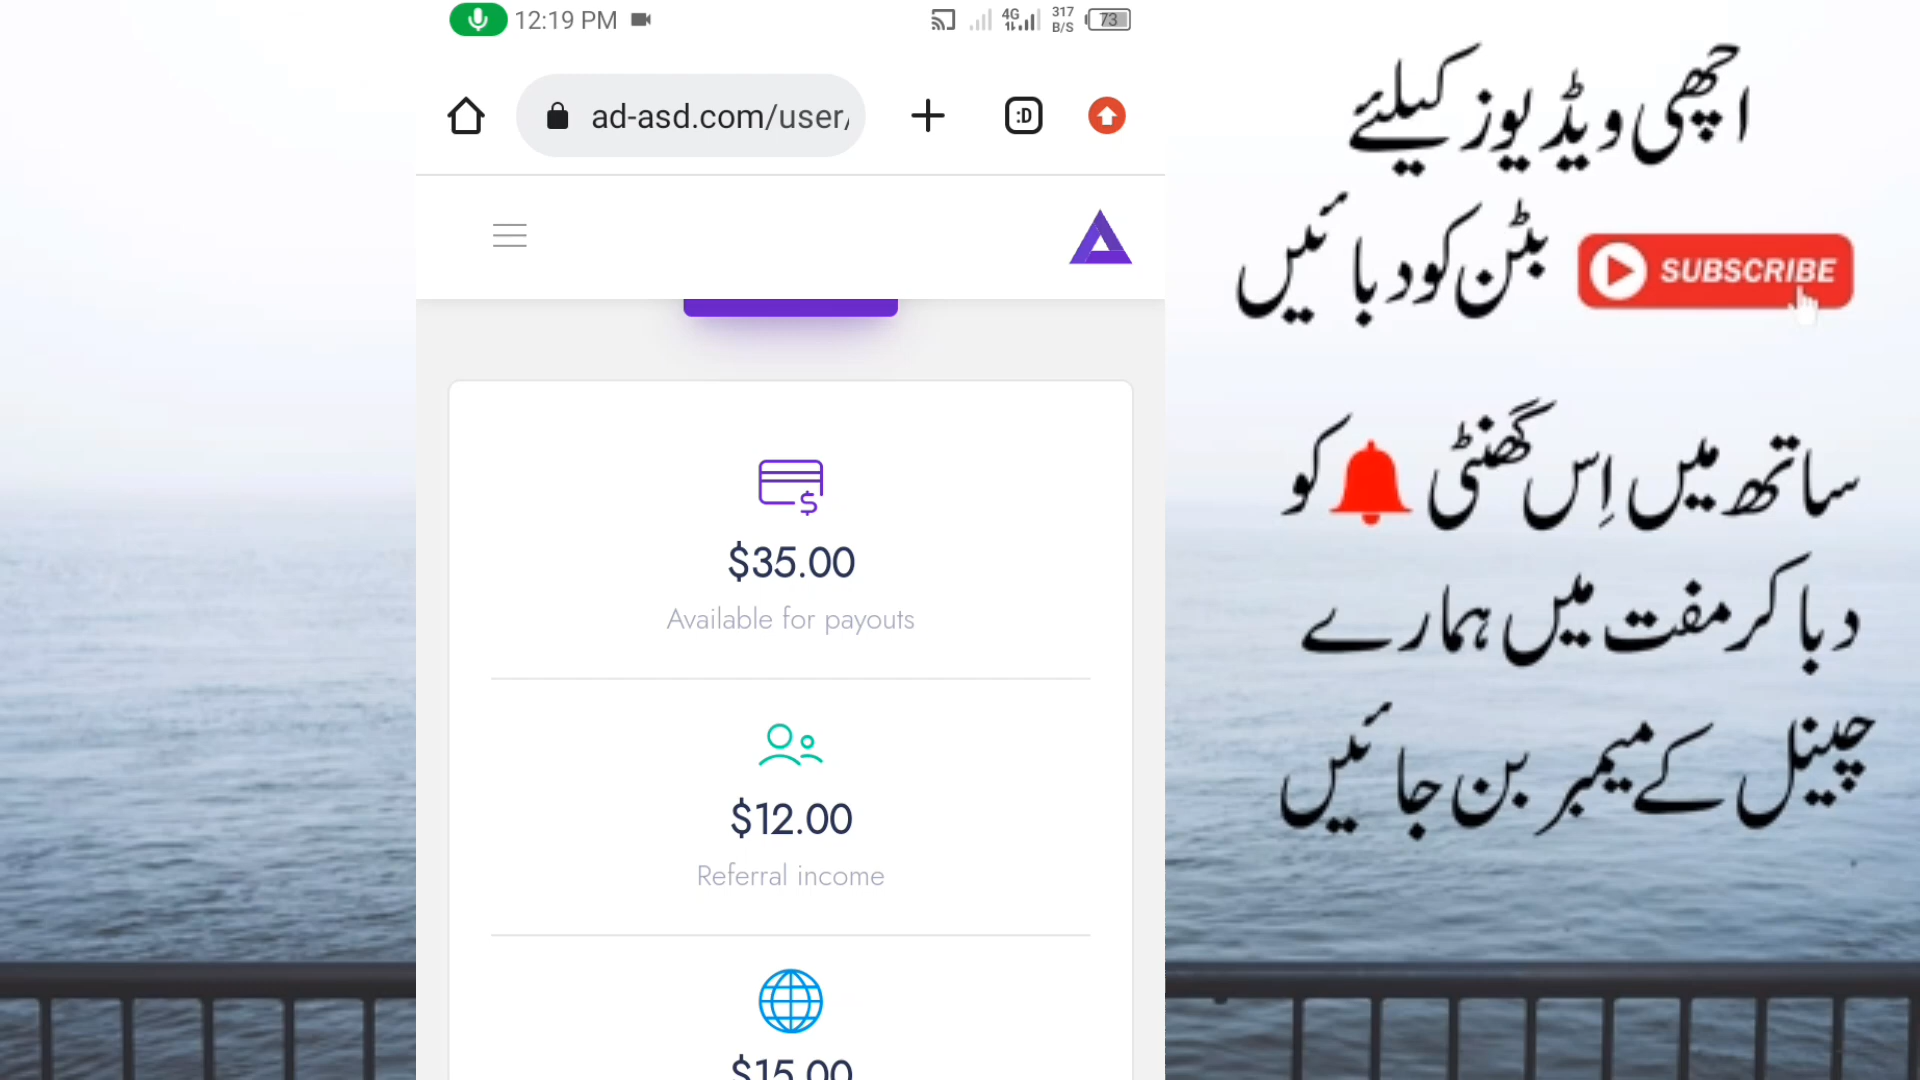 12:19 PM
4G
317 B/S
73
ad-asd.com/user/
:D
$35.00
Available for payouts
$12.00
Referral income
$15.00
اچھی ویڈیوز کیلئے
SUBSCRIBE بٹن کو دبائیں
ساتھ میں اِس گھنٹی کو
دبا کر مفت میں ہمارے
چینل کے میمبر بن جائیں